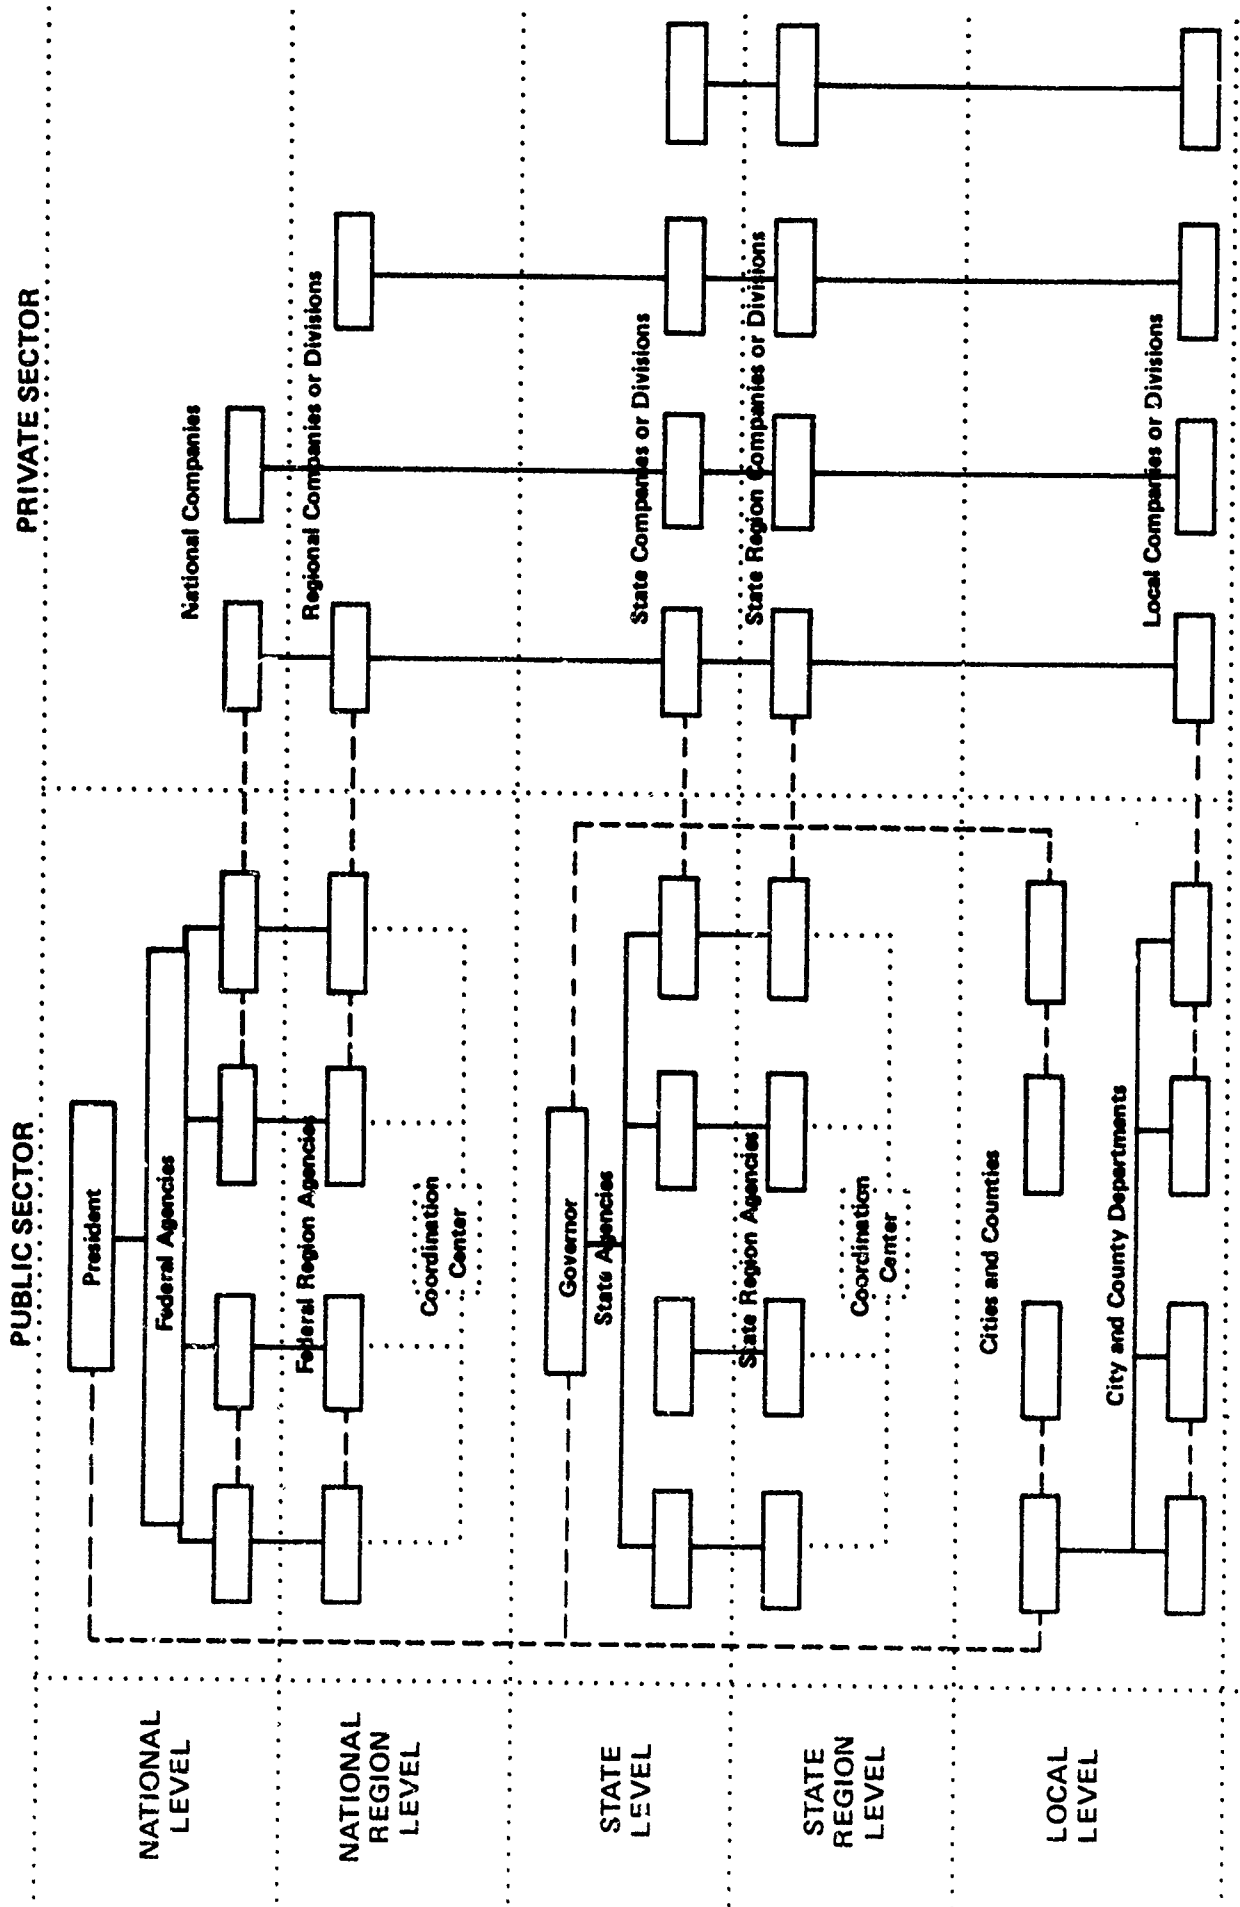 PUBLIC SECTOR
PRIVATE SECTOR
NATIONAL
LEVEL
President
Federal Agencies
National Companies
NATIONAL
REGION
LEVEL
Federal Region Agencies
Regional Companies or Divisions
Coordination
Center
STATE
LEVEL
Governor
State Agencies
State Companies or Divisions
STATE
REGION
LEVEL
State Region Agencies
State Region Companies or Divisions
Coordination
Center
LOCAL
LEVEL
Cities and Counties
City and County Departments
Local Companies or Divisions